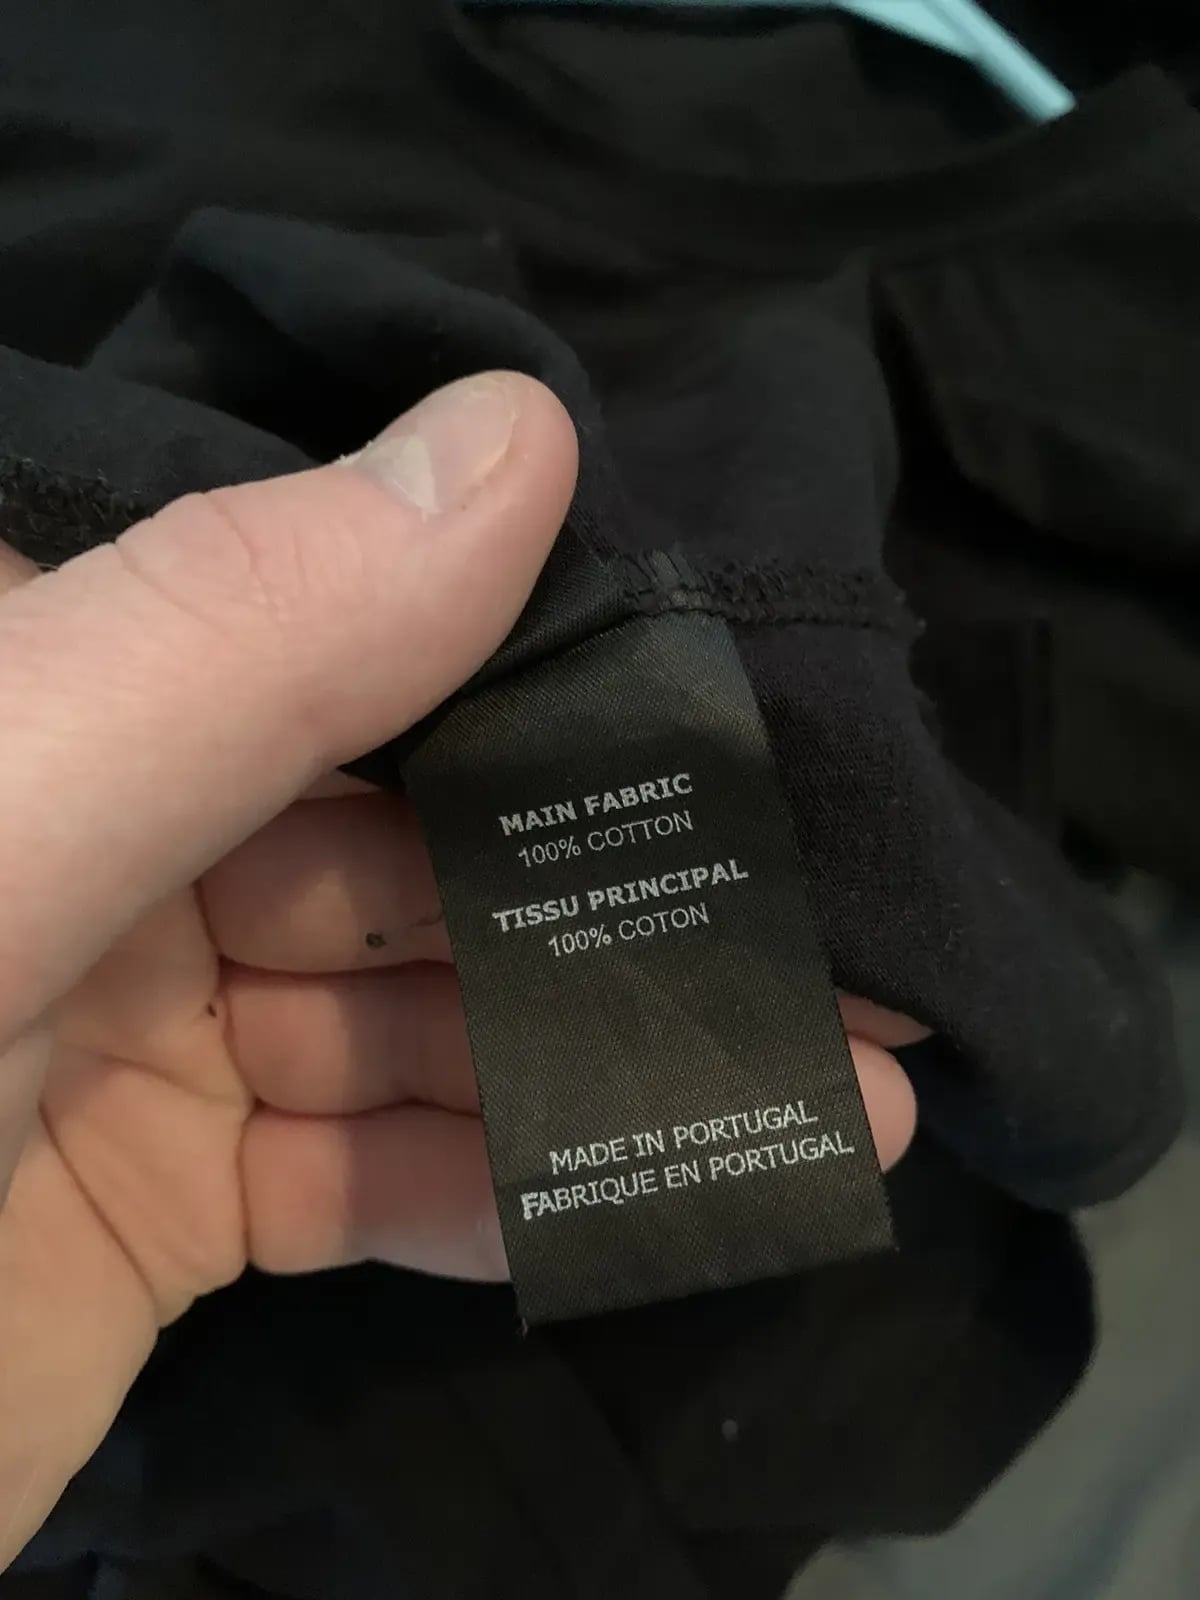 MAIN FABRIC
100% COTTON
TISSU PRINCIPAL
100% COTON
MADE IN PORTUGAL
FABRIQUE EN PORTUGAL